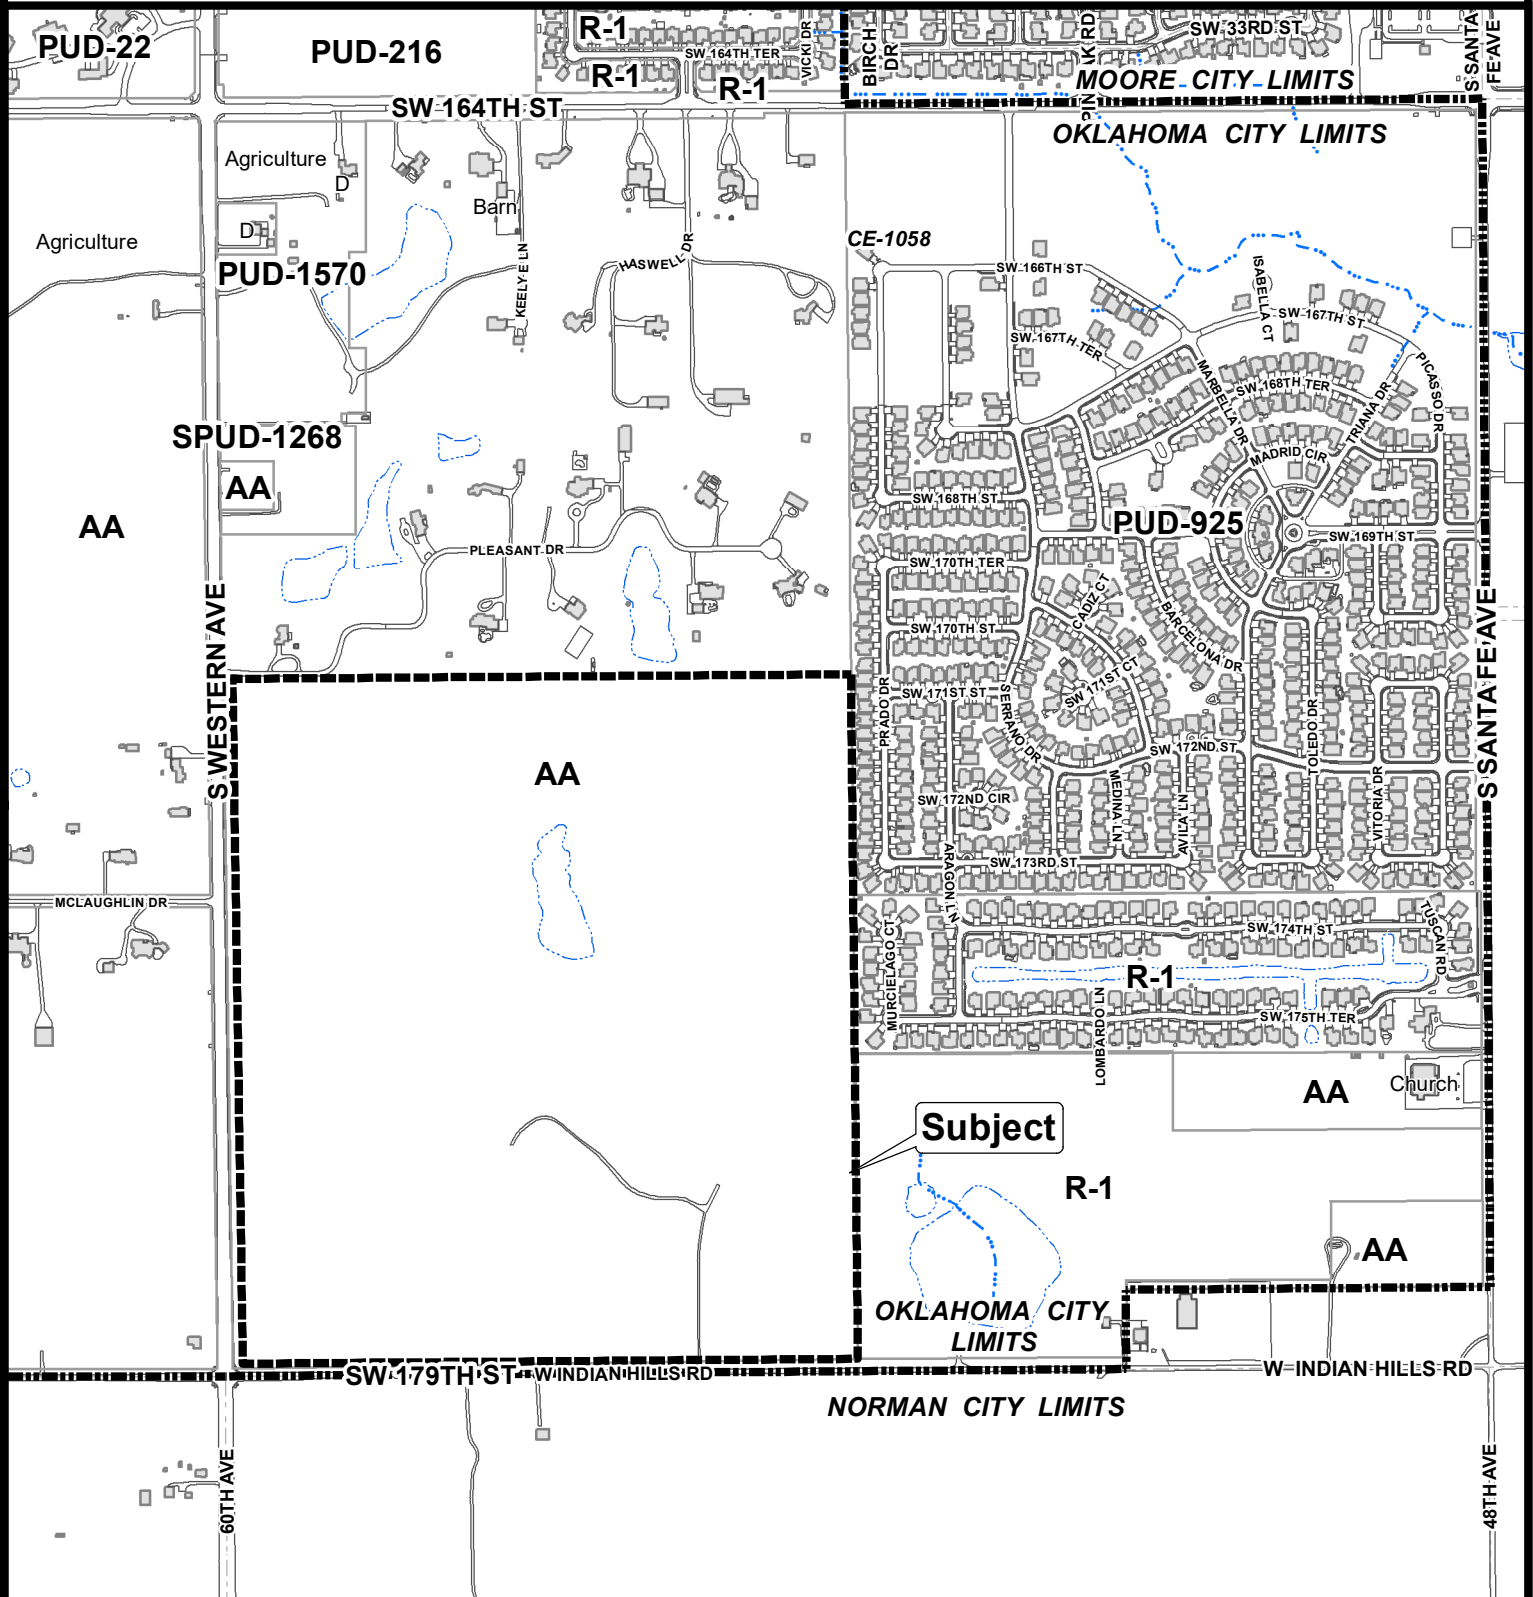 PUD-22
PUD-216
R-1
SW 164TH TER
R-1
R-1
VICKI DR
BIRCH
DR
SW 33RD ST
S SANTA
FE AVE
MOORE CITY LIMITS
SW 164TH ST
OKLAHOMA CITY LIMITS
Agriculture
D
Barn
D
Agriculture
PUD-1570
KEELY E LN
HASWELL DR
CE-1058
SW 166TH ST
ISABELLA CT
SW 167TH ST
SW 167TH TER
MARBELLA DR
SW 168TH TER
TRIANA DR
PICASSO DR
SPUD-1268
AA
AA
MADRID CIR
SW 168TH ST
PUD-925
SW 169TH ST
PLEASANT DR
SW 170TH TER
CADIZ CT
BARCELONA DR
SW 170TH ST
S WESTERN AVE
S SANTA FE AVE
SW 171ST CT
SW 171ST ST
PRADO DR
SERRANO DR
TOLEDO DR
SW 172ND ST
AA
MEDINA LN
AVILA LN
VITORIA DR
SW 172ND CIR
SW 173RD ST
ARAGON LN
MCLAUGHLIN DR
MURCIELAGO CT
SW 174TH ST
TUSCAN RD
R-1
SW 175TH TER
LOMBARDO LN
AA
Church
Subject
R-1
AA
OKLAHOMA CITY
LIMITS
SW 179TH ST
W INDIAN HILLS RD
W INDIAN HILLS RD
NORMAN CITY LIMITS
60TH AVE
48TH AVE